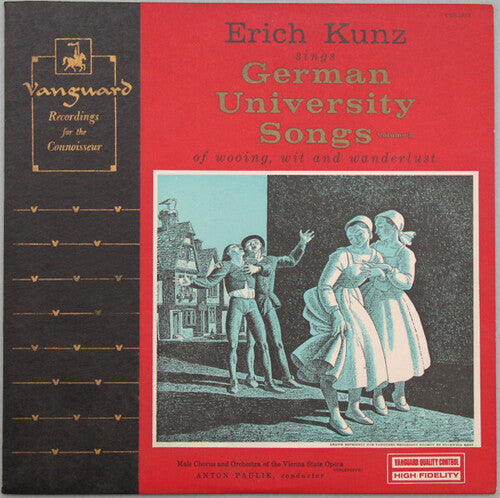 Vanguard
Recordings
for the
Connoisseur
Erich Kunz
sings
German
University
Songs
of wooing, wit and wanderlust
Male Chorus and Orchestra of the Vienna State Opera
ANTON PAULIK, conductor
VANGUARD QUALITY CONTROL
HIGH FIDELITY